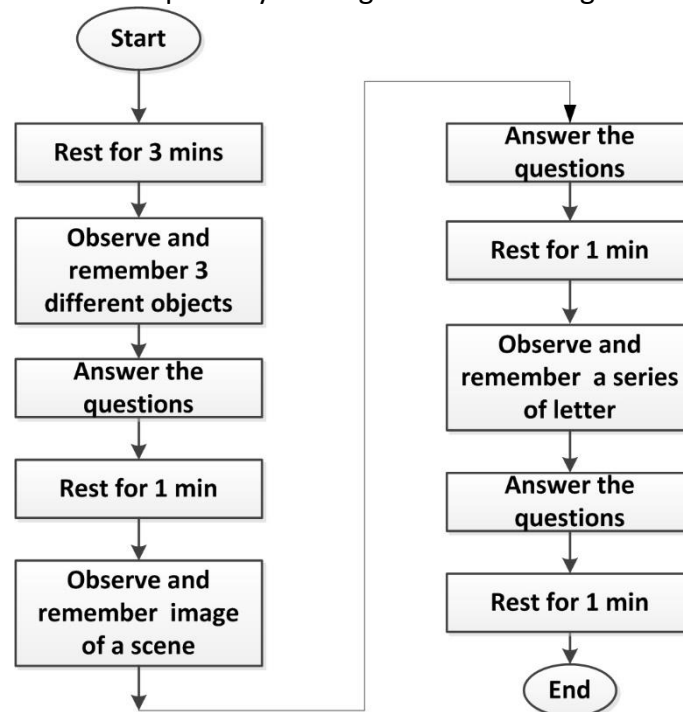 Start
Rest for 3 mins
Observe and
remember 3
different objects
Answer the
questions
Rest for 1 min
Observe and
remember image
of a scene
Answer the
questions
Rest for 1 min
Observe and
remember a series
of letter
Answer the
questions
Rest for 1 min
End